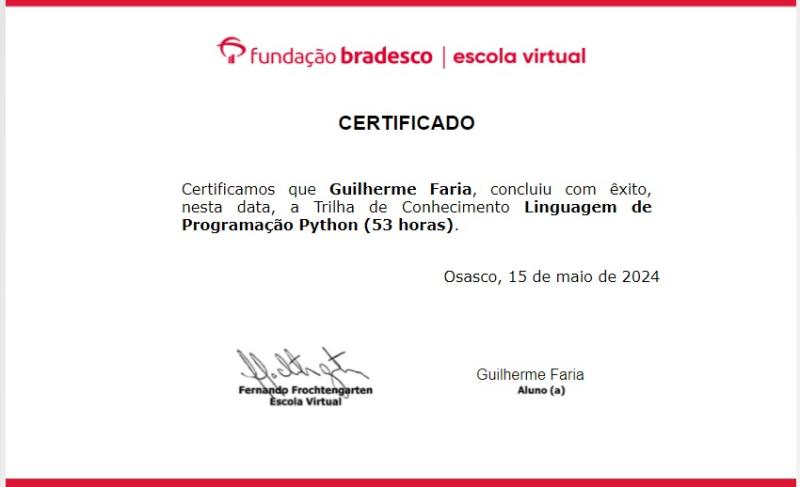 fundação bradesco | escola virtual
CERTIFICADO
Certificamos que Guilherme Faria, concluiu com êxito,
nesta data, a Trilha de Conhecimento Linguagem de
Programação Python (53 horas).
Osasco, 15 de maio de 2024
Fernando Frochtengarten
Escola Virtual
Guilherme Faria
Aluno (a)